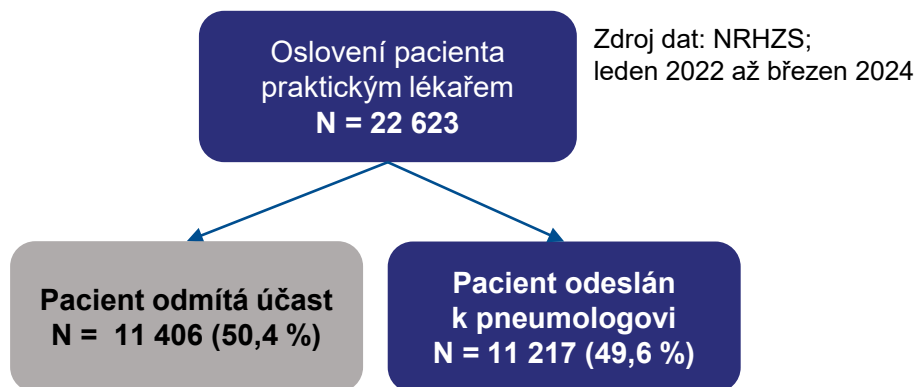 Oslovení pacienta
praktickým lékařem
N = 22 623
Zdroj dat: NRHZS;
leden 2022 až březen 2024
Pacient odmítá účast
N =  11 406 (50,4 %)
Pacient odeslán
k pneumologovi
N = 11 217 (49,6 %)